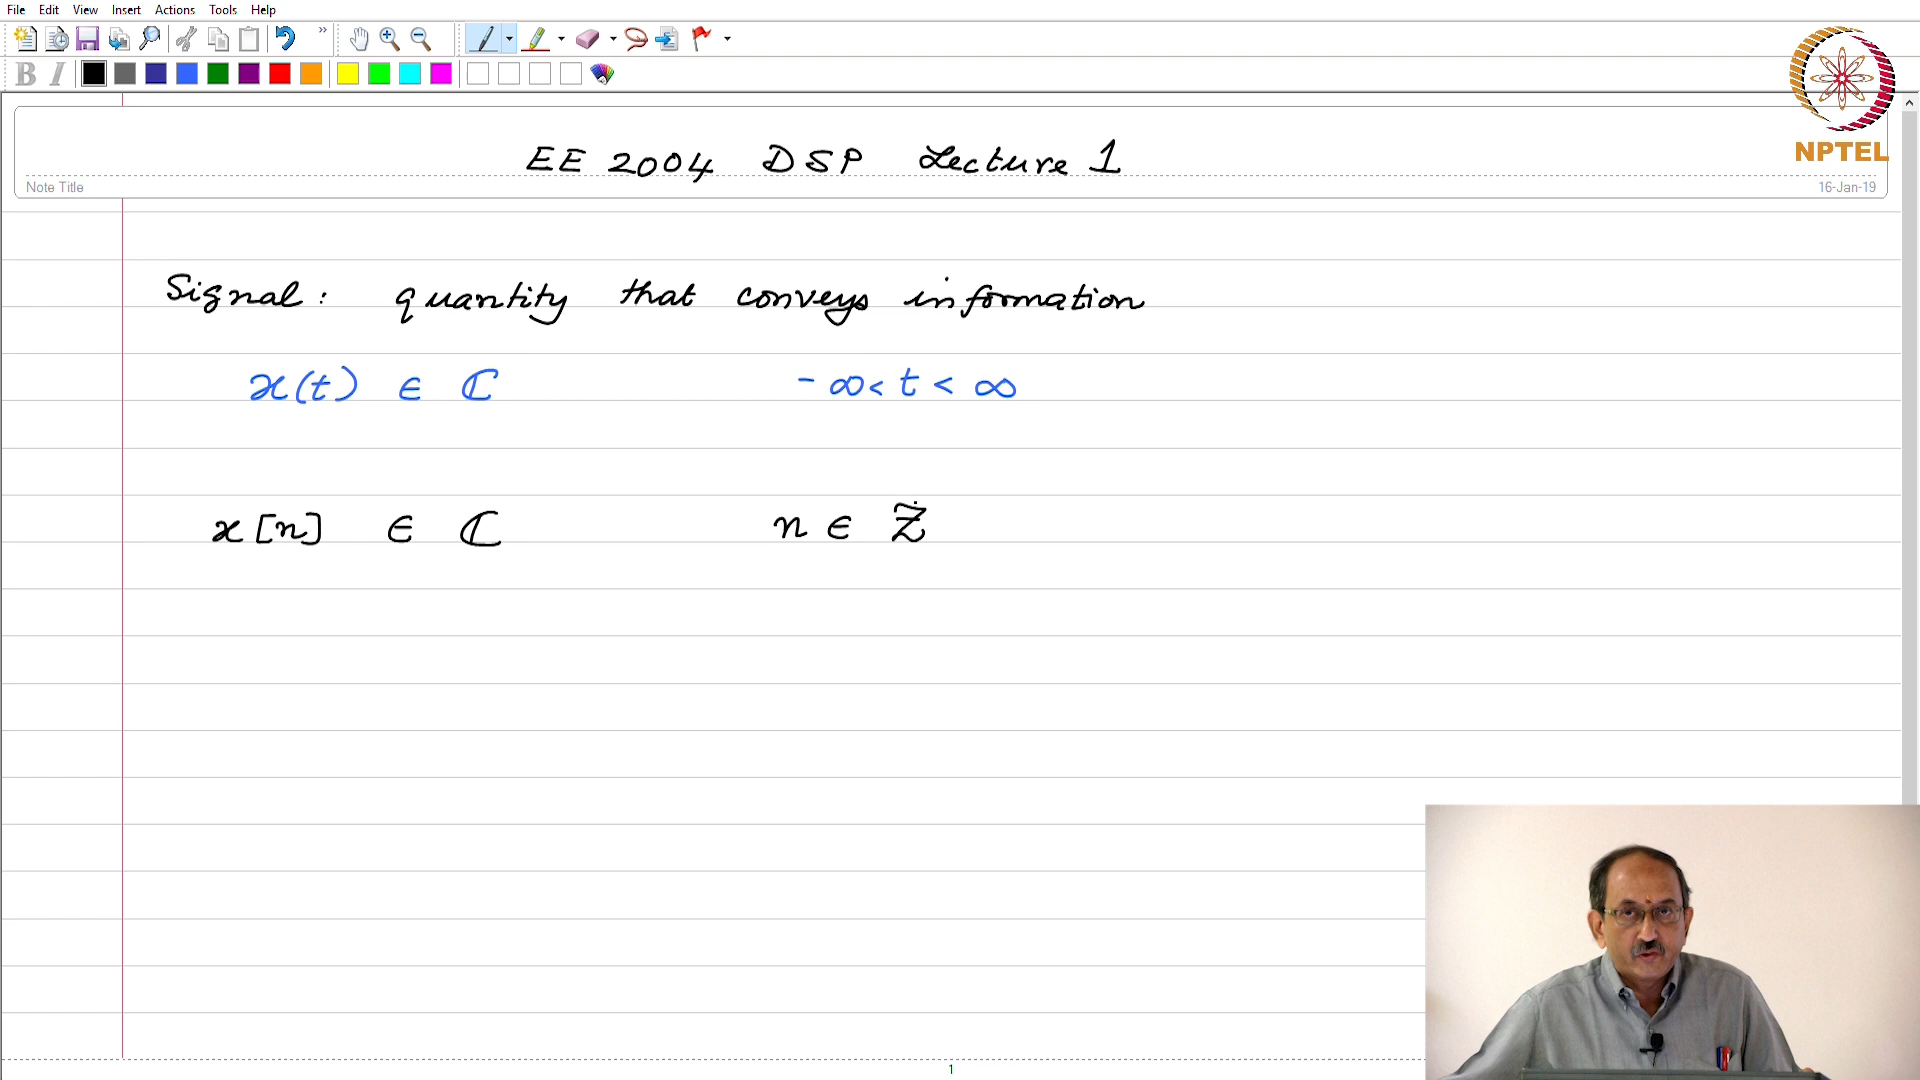 File Edit View Insert Actions Tools Help
»
B I
NPTEL
EE 2004 DSP Lecture 1
Note Title
16-Jan-19
Signal: quantity that conveys information
x(t) ∈ ℂ -∞ < t < ∞
x[n] ∈ ℂ n ∈ ℤ
1